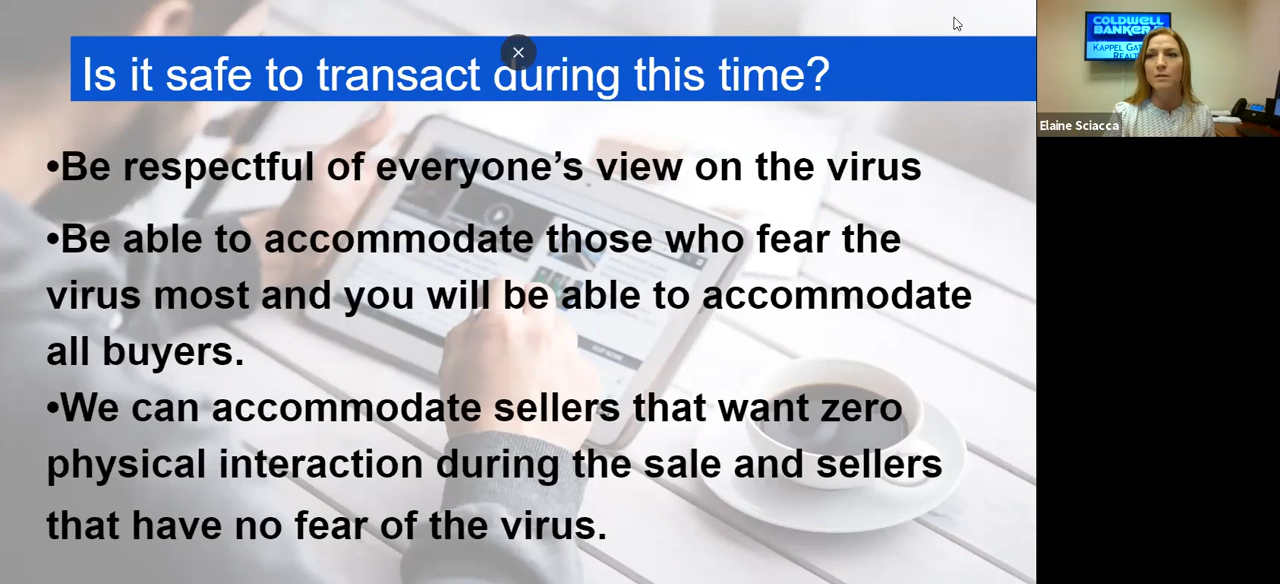 Is it safe to transact during this time?
•Be respectful of everyone's view on the virus
•Be able to accommodate those who fear the
virus most and you will be able to accommodate
all buyers.
•We can accommodate sellers that want zero
physical interaction during the sale and sellers
that have no fear of the virus.
COLDWELL
BANKER
KAPPEL
Elaine Sciacca